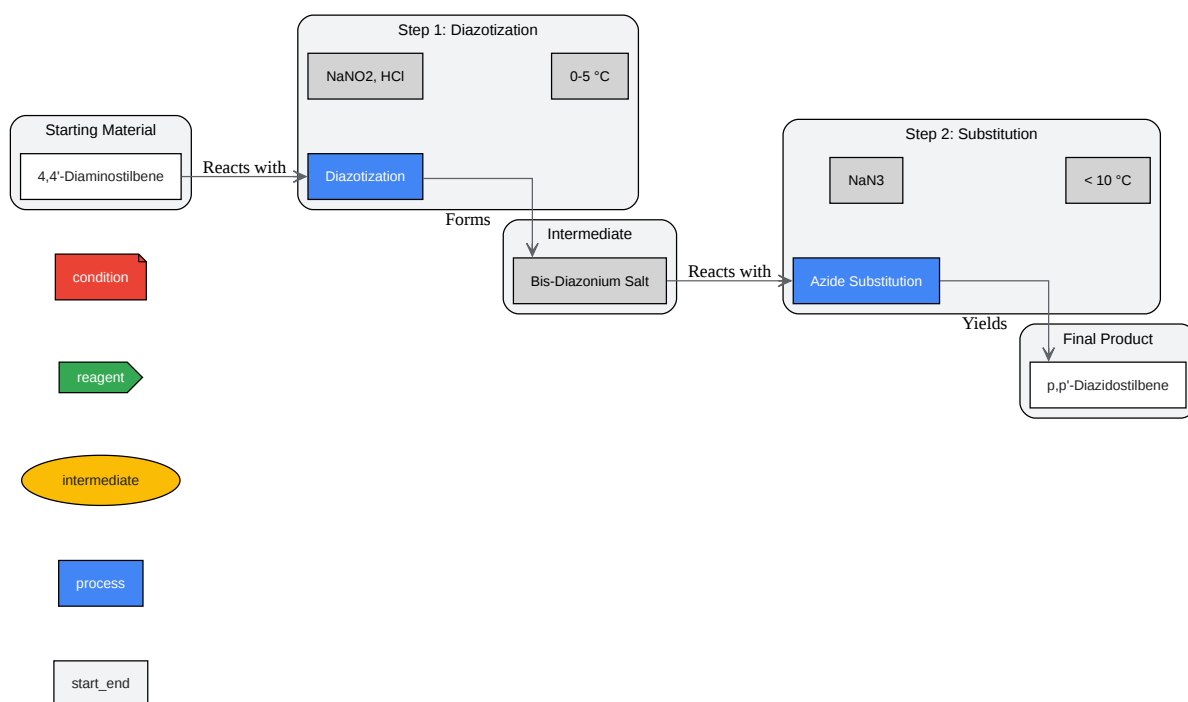 Step 1: Diazotization
NaNO2, HCl
0-5 °C
Starting Material
4,4'-Diaminostilbene
Reacts with
Diazotization
Forms
Step 2: Substitution
NaN3
< 10 °C
Intermediate
Bis-Diazonium Salt
Reacts with
Azide Substitution
Yields
Final Product
p,p'-Diazidostilbene
condition
reagent
intermediate
process
start_end